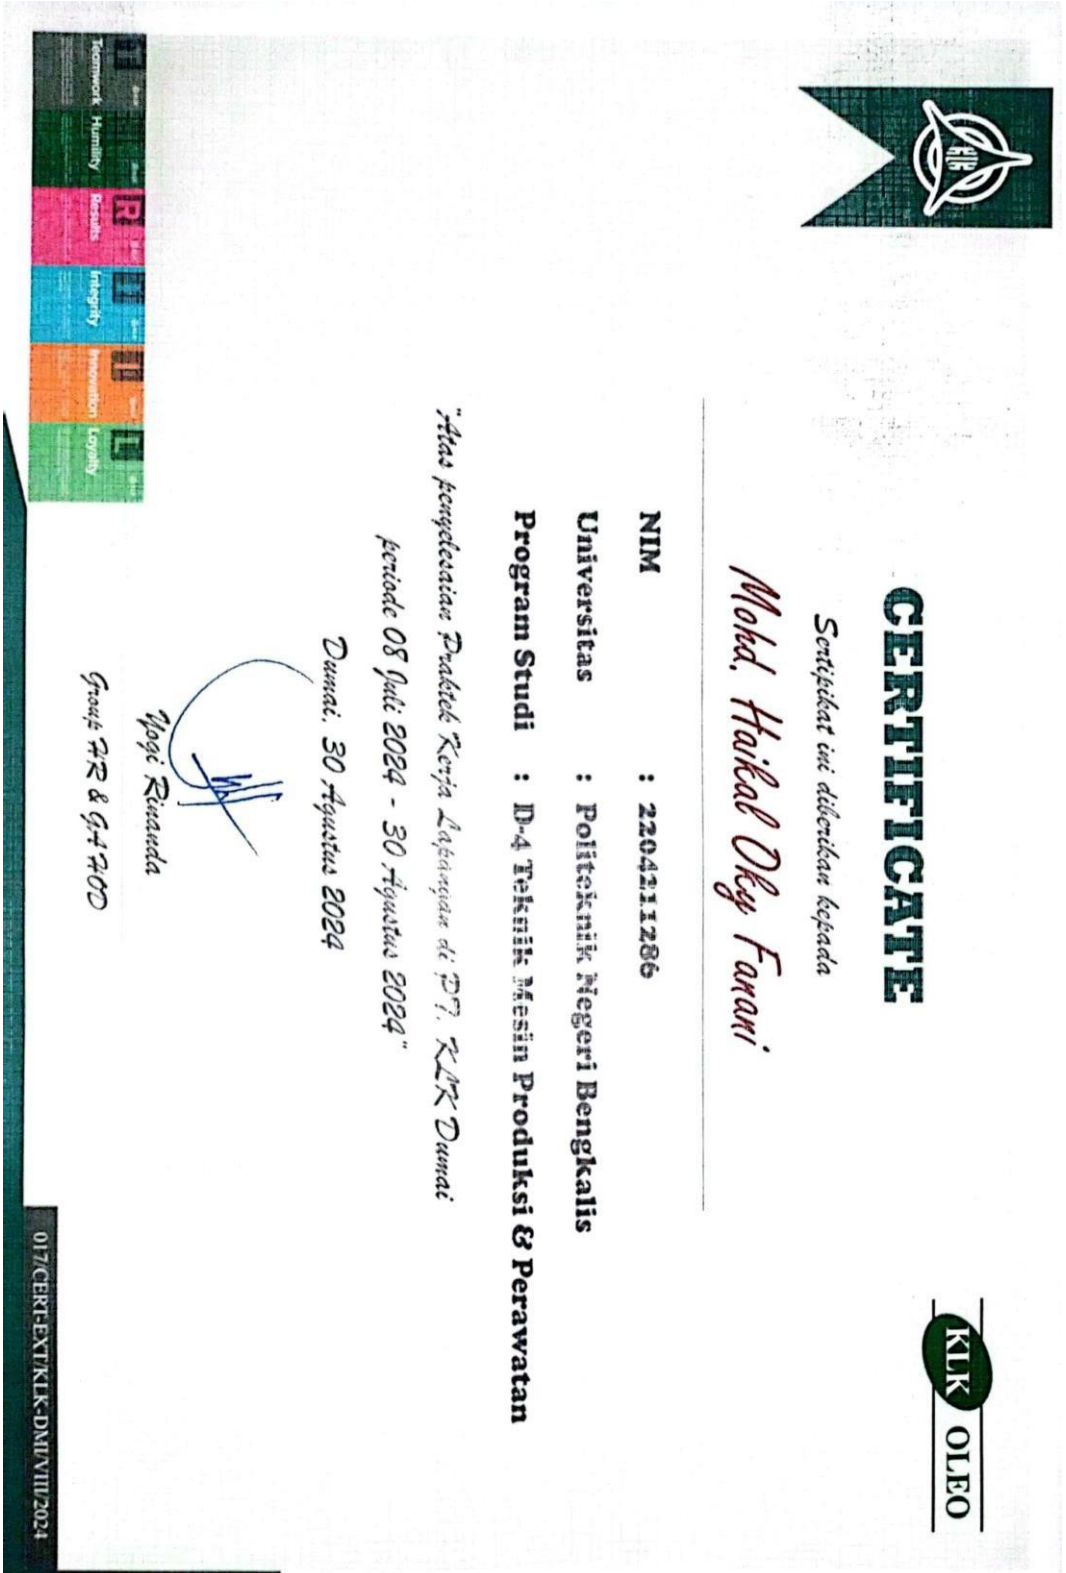 KLK OLEO
CERTIFICATE
Sertifikat ini diberikan kepada
Mohd. Haikal Oky Fanani
NIM : 2204211286
Universitas : Politeknik Negeri Bengkalis
Program Studi : D-4 Teknik Mesin Produksi & Perawatan
"Atas penyelesaian Praktek Kerja Lapangan di PT. KLK Dumai
periode 08 Juli 2024 - 30 Agustus 2024"
Dumai, 30 Agustus 2024
Yogi Rinanda
Group HR & GA HOD
Teamwork Humility Results Integrity Innovation Loyalty
017/CERT-EXT/KLK-DMI/VIII/2024